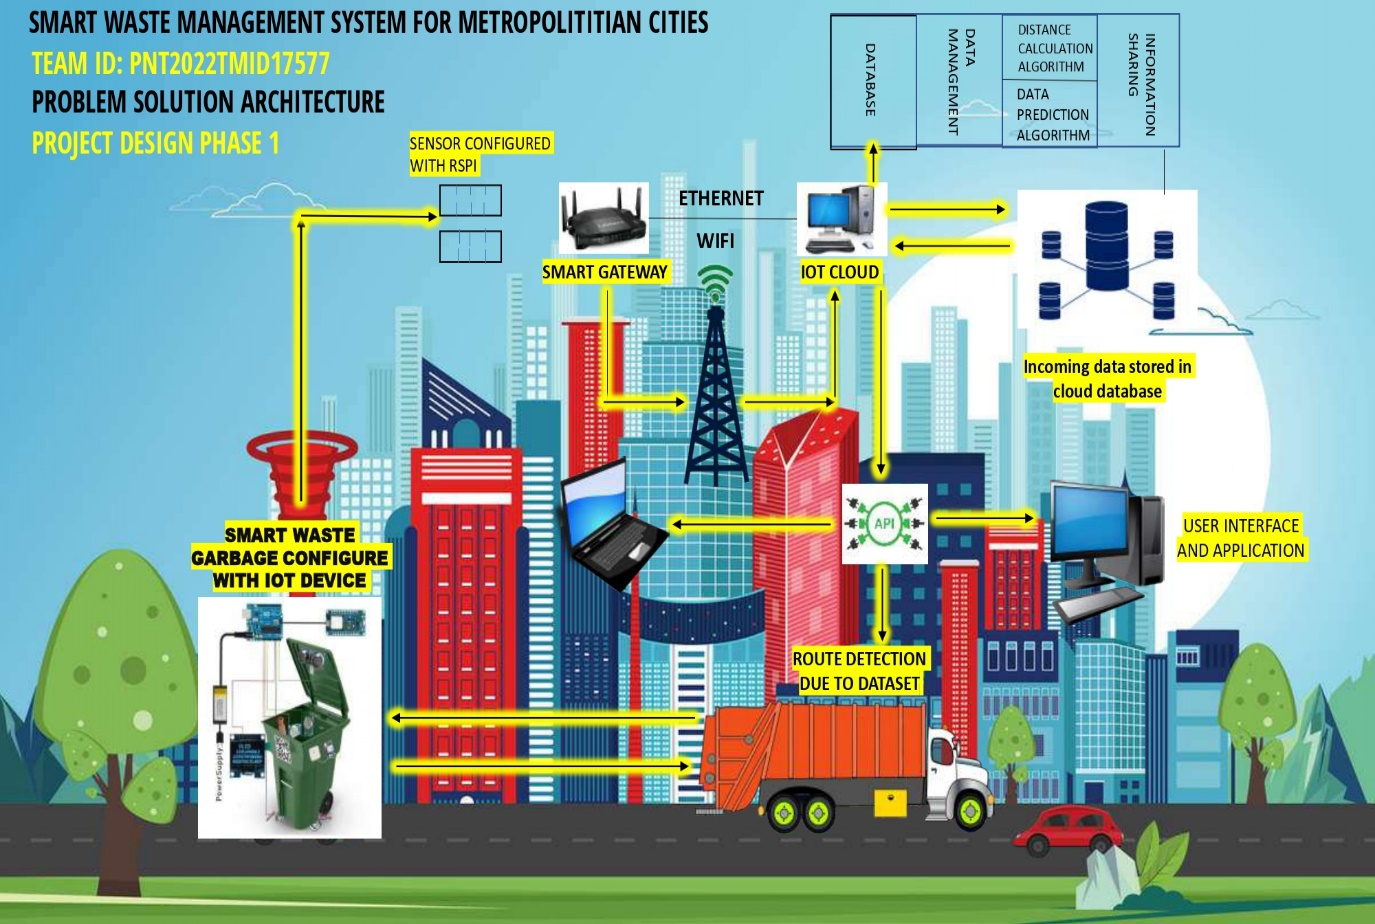 SMART WASTE MANAGEMENT SYSTEM FOR METROPOLITITIAN CITIES
TEAM ID: PNT2022TMID17577
PROBLEM SOLUTION ARCHITECTURE
PROJECT DESIGN PHASE 1
SENSOR CONFIGURED
WITH RSPI
DATABASE
DATA
MANAGEMENT
DISTANCE
CALCULATION
ALGORITHM
DATA
PREDICTION
ALGORITHM
INFORMATION
SHARING
ETHERNET
WIFI
SMART GATEWAY
IOT CLOUD
Incoming data stored in
cloud database
API
USER INTERFACE
AND APPLICATION
SMART WASTE
GARBAGE CONFIGURE
WITH IOT DEVICE
PowerSupply
ROUTE DETECTION
DUE TO DATASET